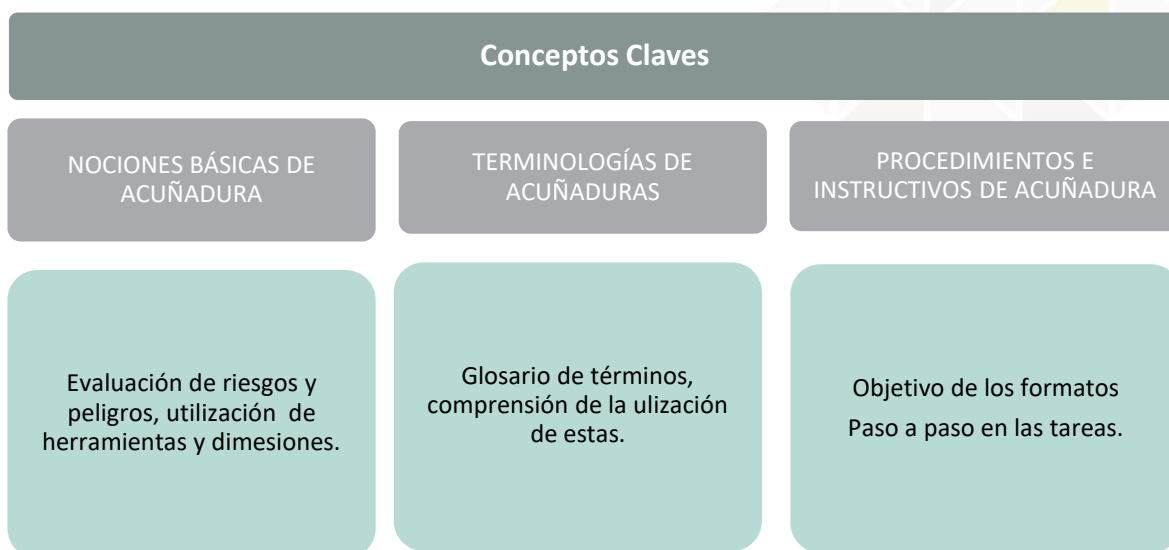 Conceptos Claves
NOCIONES BÁSICAS DE
ACUÑADURA
TERMINOLOGÍAS DE
ACUÑADURAS
PROCEDIMIENTOS E
INSTRUCTIVOS DE ACUÑADURA
Evaluación de riesgos y
peligros, utilización de
herramientas y dimesiones.
Glosario de términos,
comprensión de la ulización
de estas.
Objetivo de los formatos
Paso a paso en las tareas.